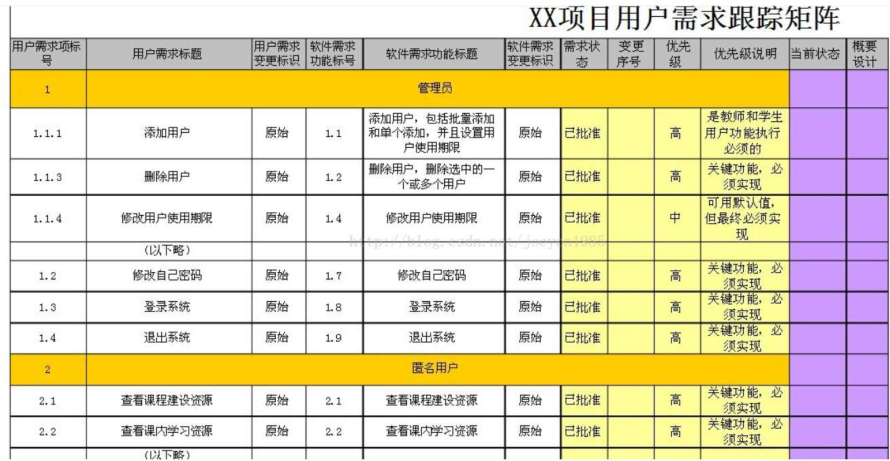 XX项目用户需求跟踪矩阵
用户需求项标号 用户需求标题 用户需求变更标识 软件需求功能标号 软件需求功能标题 软件需求变更标识 需求状态 变更序号 优先级 优先级说明 当前状态 概要设计
1 管理员
1.1.1 添加用户 原始 1.1 添加用户，包括批量添加和单个添加，并且设置用户使用期限 原始 已批准 高 是教师和学生用户功能执行必须的
1.1.3 删除用户 原始 1.2 删除用户，删除选中的一个或多个用户 原始 已批准 高 关键功能，必须实现
1.1.4 修改用户使用期限 原始 1.4 修改用户使用期限 原始 已批准 中 可用默认值，但最终必须实现
(以下略)
1.2 修改自己密码 原始 1.7 修改自己密码 原始 已批准 高 关键功能，必须实现
1.3 登录系统 原始 1.8 登录系统 原始 已批准 高 关键功能，必须实现
1.4 退出系统 原始 1.9 退出系统 原始 已批准 高 关键功能，必须实现
2 匿名用户
2.1 查看课程建设资源 原始 2.1 查看课程建设资源 原始 已批准 高 关键功能，必须实现
2.2 查看课内学习资源 原始 2.2 查看课内学习资源 原始 已批准 高 关键功能，必须实现
(以下略)